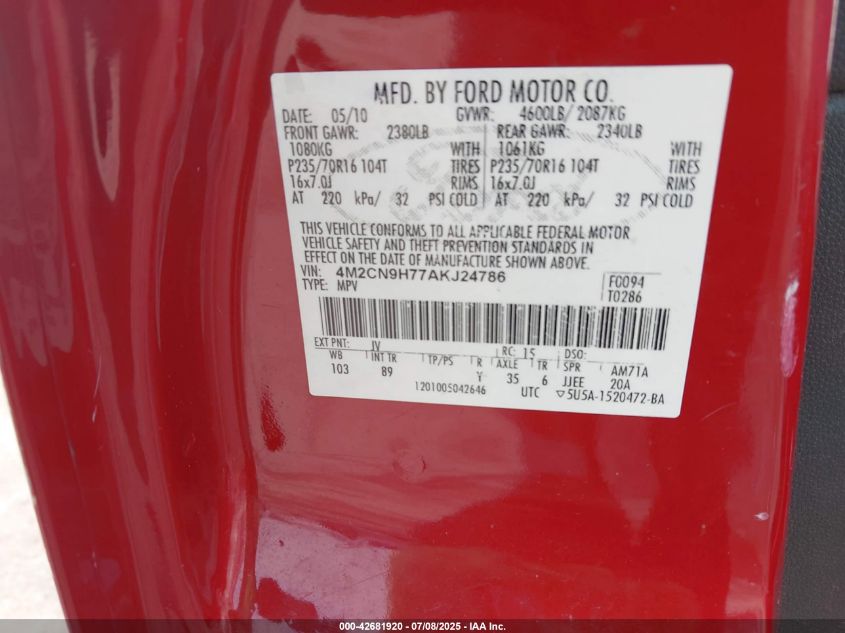 MFD. BY FORD MOTOR CO.
DATE: 05/10 GVWR: 4600LB/ 2087KG
FRONT GAWR: 2380LB REAR GAWR: 2340LB
1080KG WITH 1061KG WITH
P235/70R16 104T TIRES P235/70R16 104T TIRES
16x7.0J RIMS 16x7.0J RIMS
AT 220 kPa/ 32 PSI COLD AT 220 kPa/ 32 PSI COLD
THIS VEHICLE CONFORMS TO ALL APPLICABLE FEDERAL MOTOR
VEHICLE SAFETY AND THEFT PREVENTION STANDARDS IN
EFFECT ON THE DATE OF MANUFACTURE SHOWN ABOVE.
VIN: 4M2CN9H77AKJ24786 F0094
TYPE: MPV T0286
EXT PNT: JV RC: 15 DSO:
WB INT TR TP/PS R AXLE TR SPR AM71A
103 89 Y 35 6 JJEE 20A
1201005042646 UTC ▽5U5A-1520472-BA
000-42681920 - 07/08/2025 - IAA Inc.